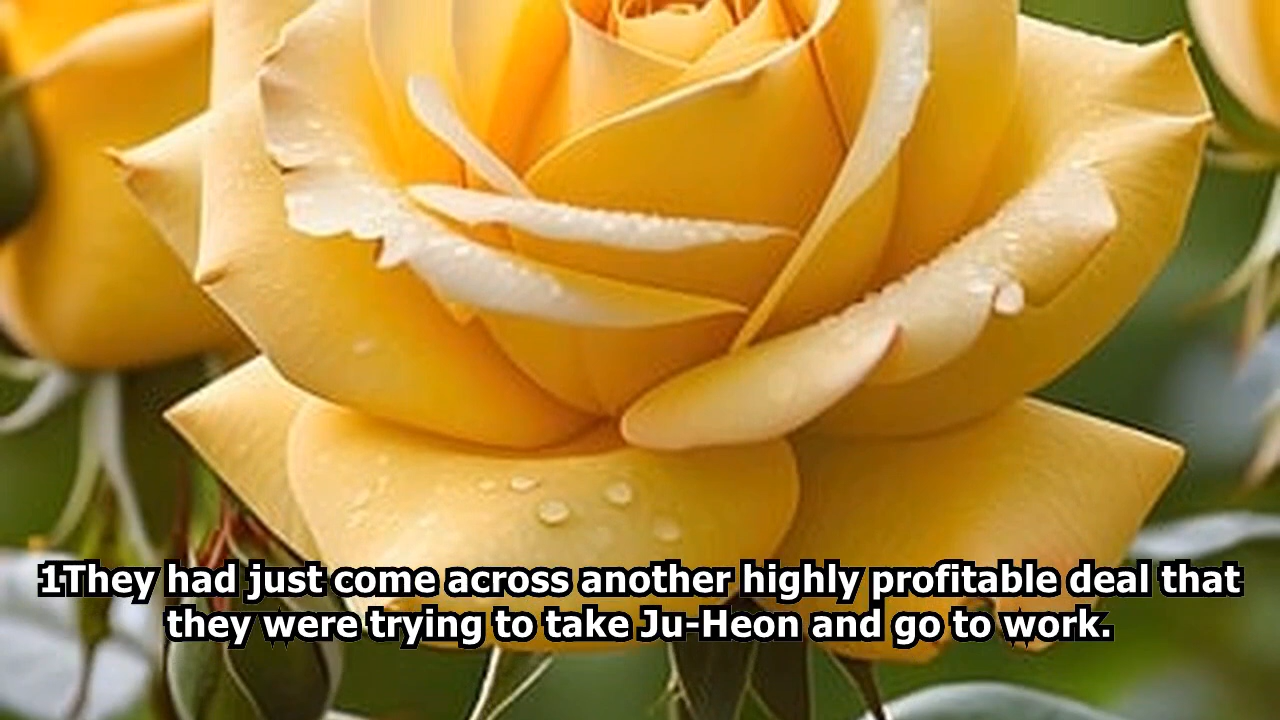 1They had just come across another highly profitable deal that
they were trying to take Ju-Heon and go to work.